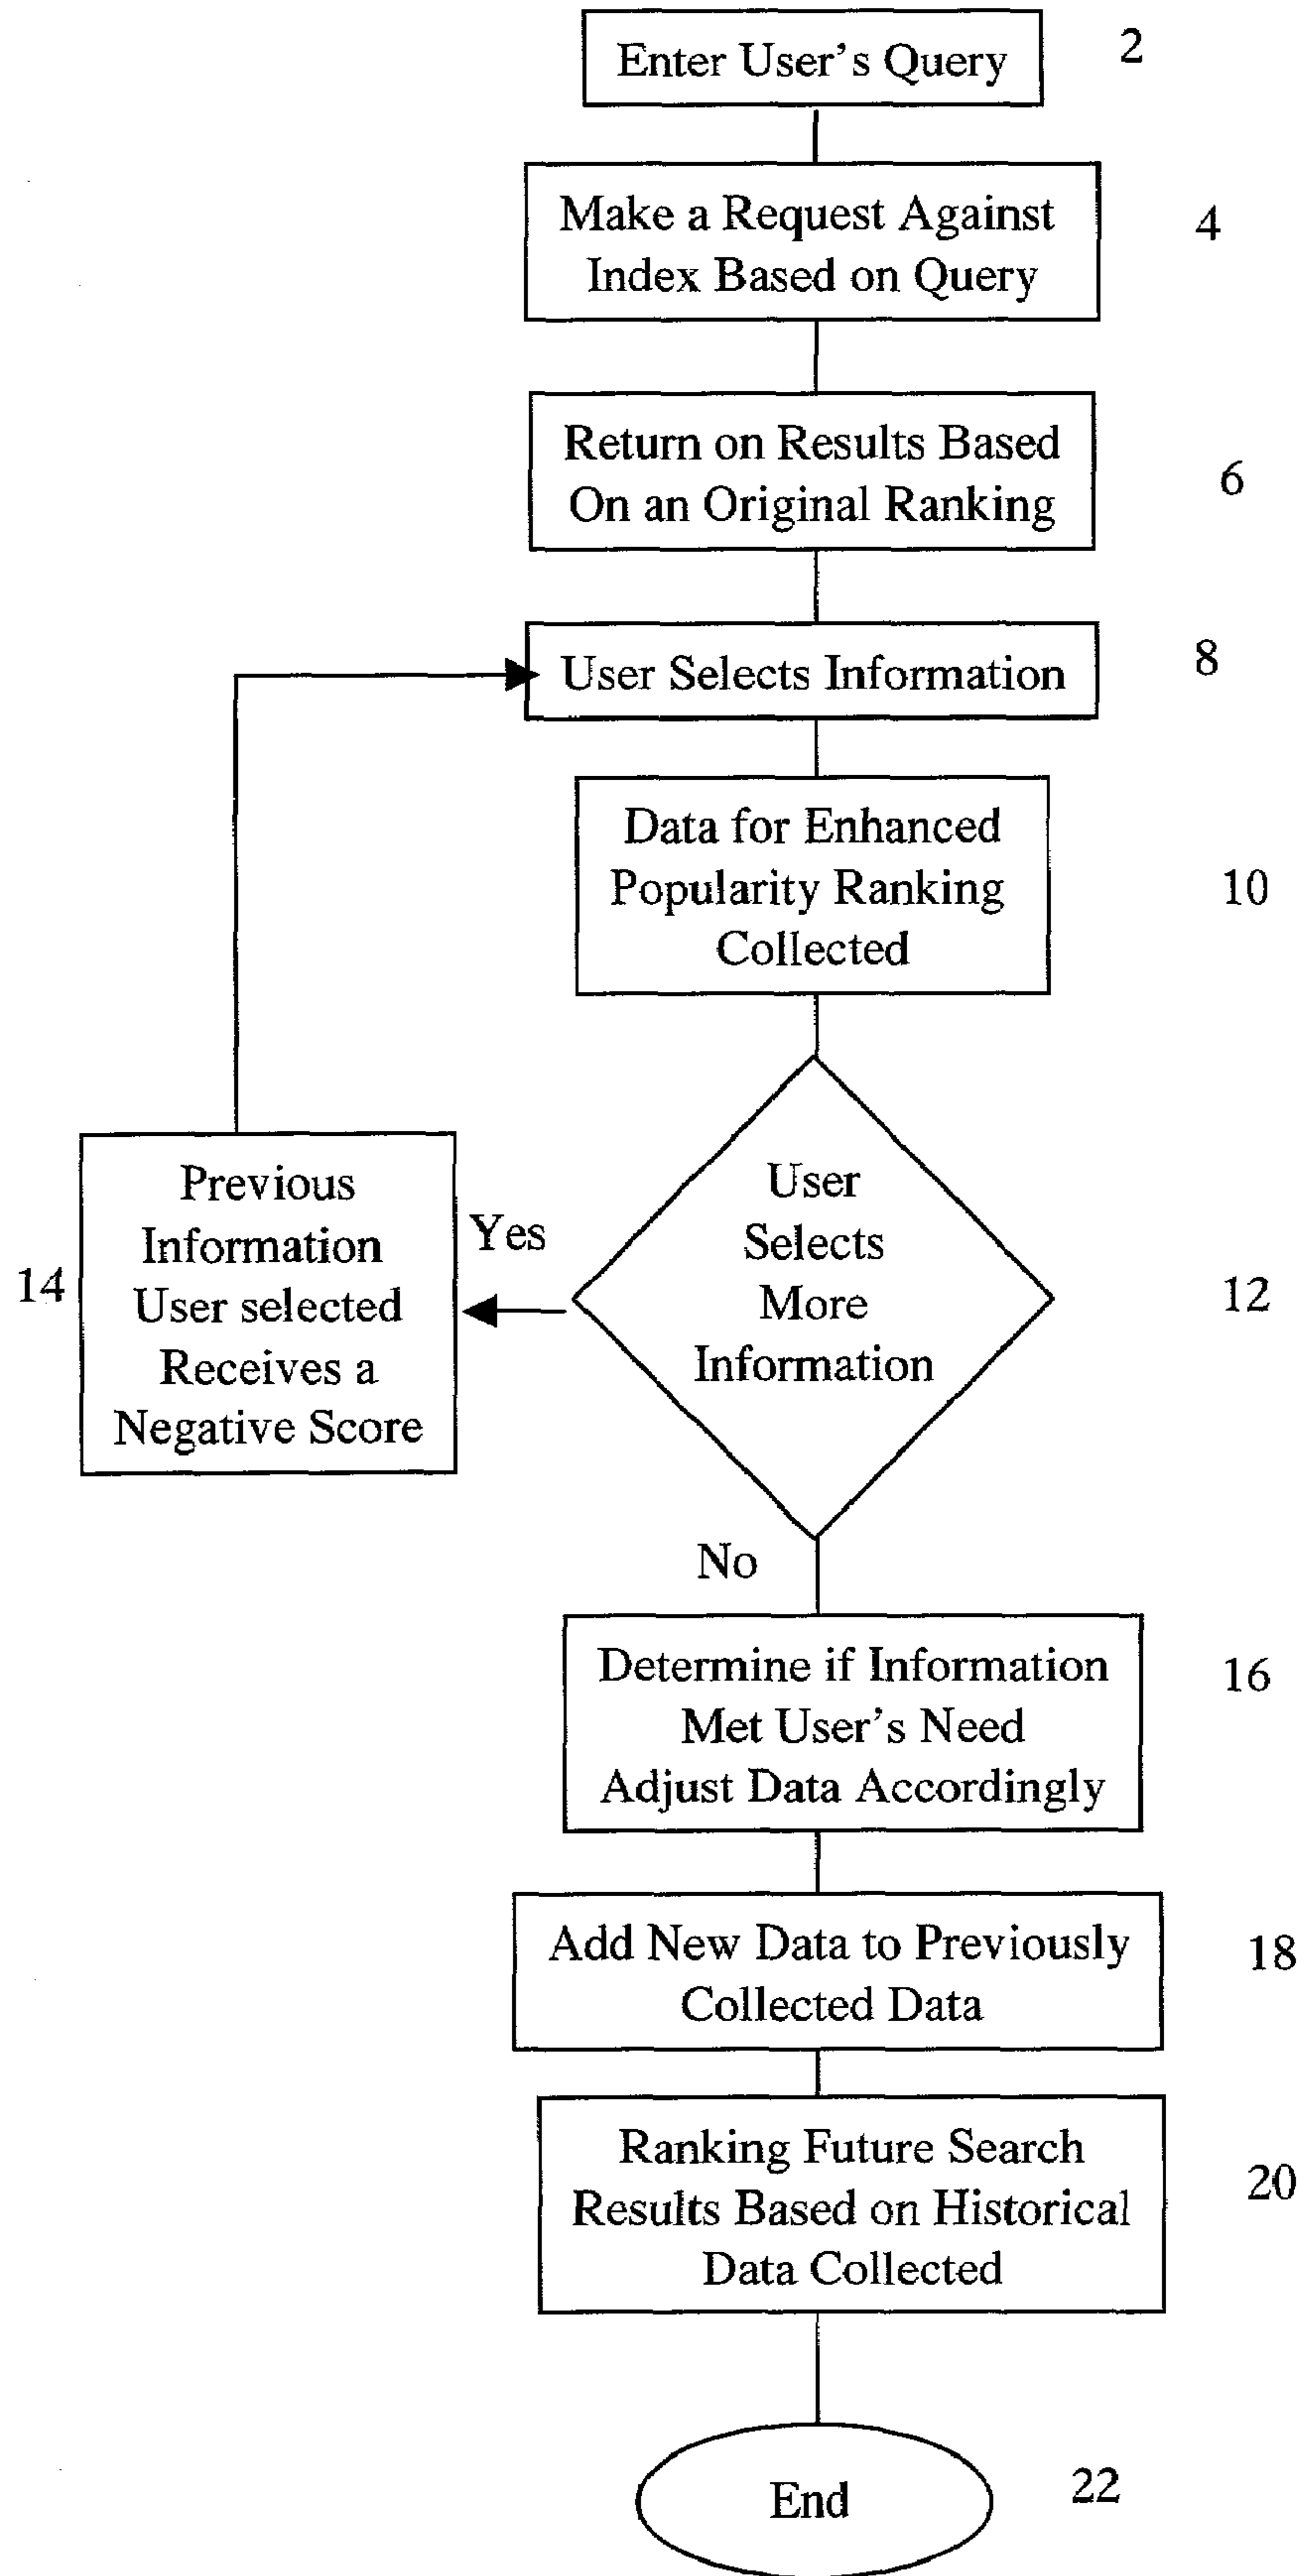 Enter User's Query
2
Make a Request Against
Index Based on Query
4
Return on Results Based
On an Original Ranking
6
User Selects Information
8
Data for Enhanced
Popularity Ranking
Collected
10
User
Selects
More
Information
12
Yes
Previous
Information
User selected
Receives a
Negative Score
14
No
Determine if Information
Met User's Need
Adjust Data Accordingly
16
Add New Data to Previously
Collected Data
18
Ranking Future Search
Results Based on Historical
Data Collected
20
End
22